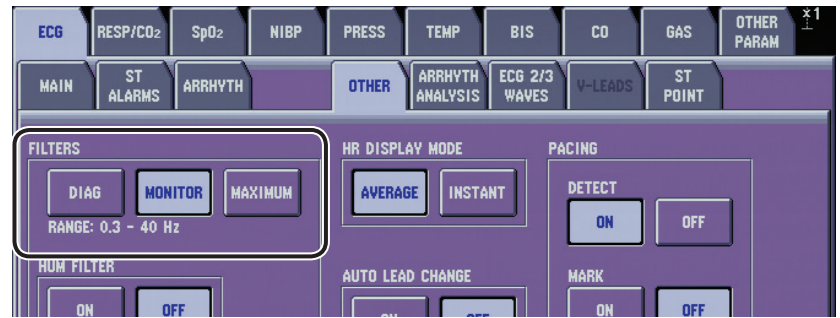 ECG RESP/CO2 SpO2 NIBP PRESS TEMP BIS CO GAS OTHER PARAM x1
MAIN ST ALARMS ARRHYTH OTHER ARRHYTH ANALYSIS ECG 2/3 WAVES V-LEADS ST POINT
FILTERS HR DISPLAY MODE PACING
DIAG MONITOR MAXIMUM AVERAGE INSTANT DETECT
RANGE: 0.3 - 40 Hz ON OFF
HUM FILTER AUTO LEAD CHANGE MARK
ON OFF ON OFF ON OFF